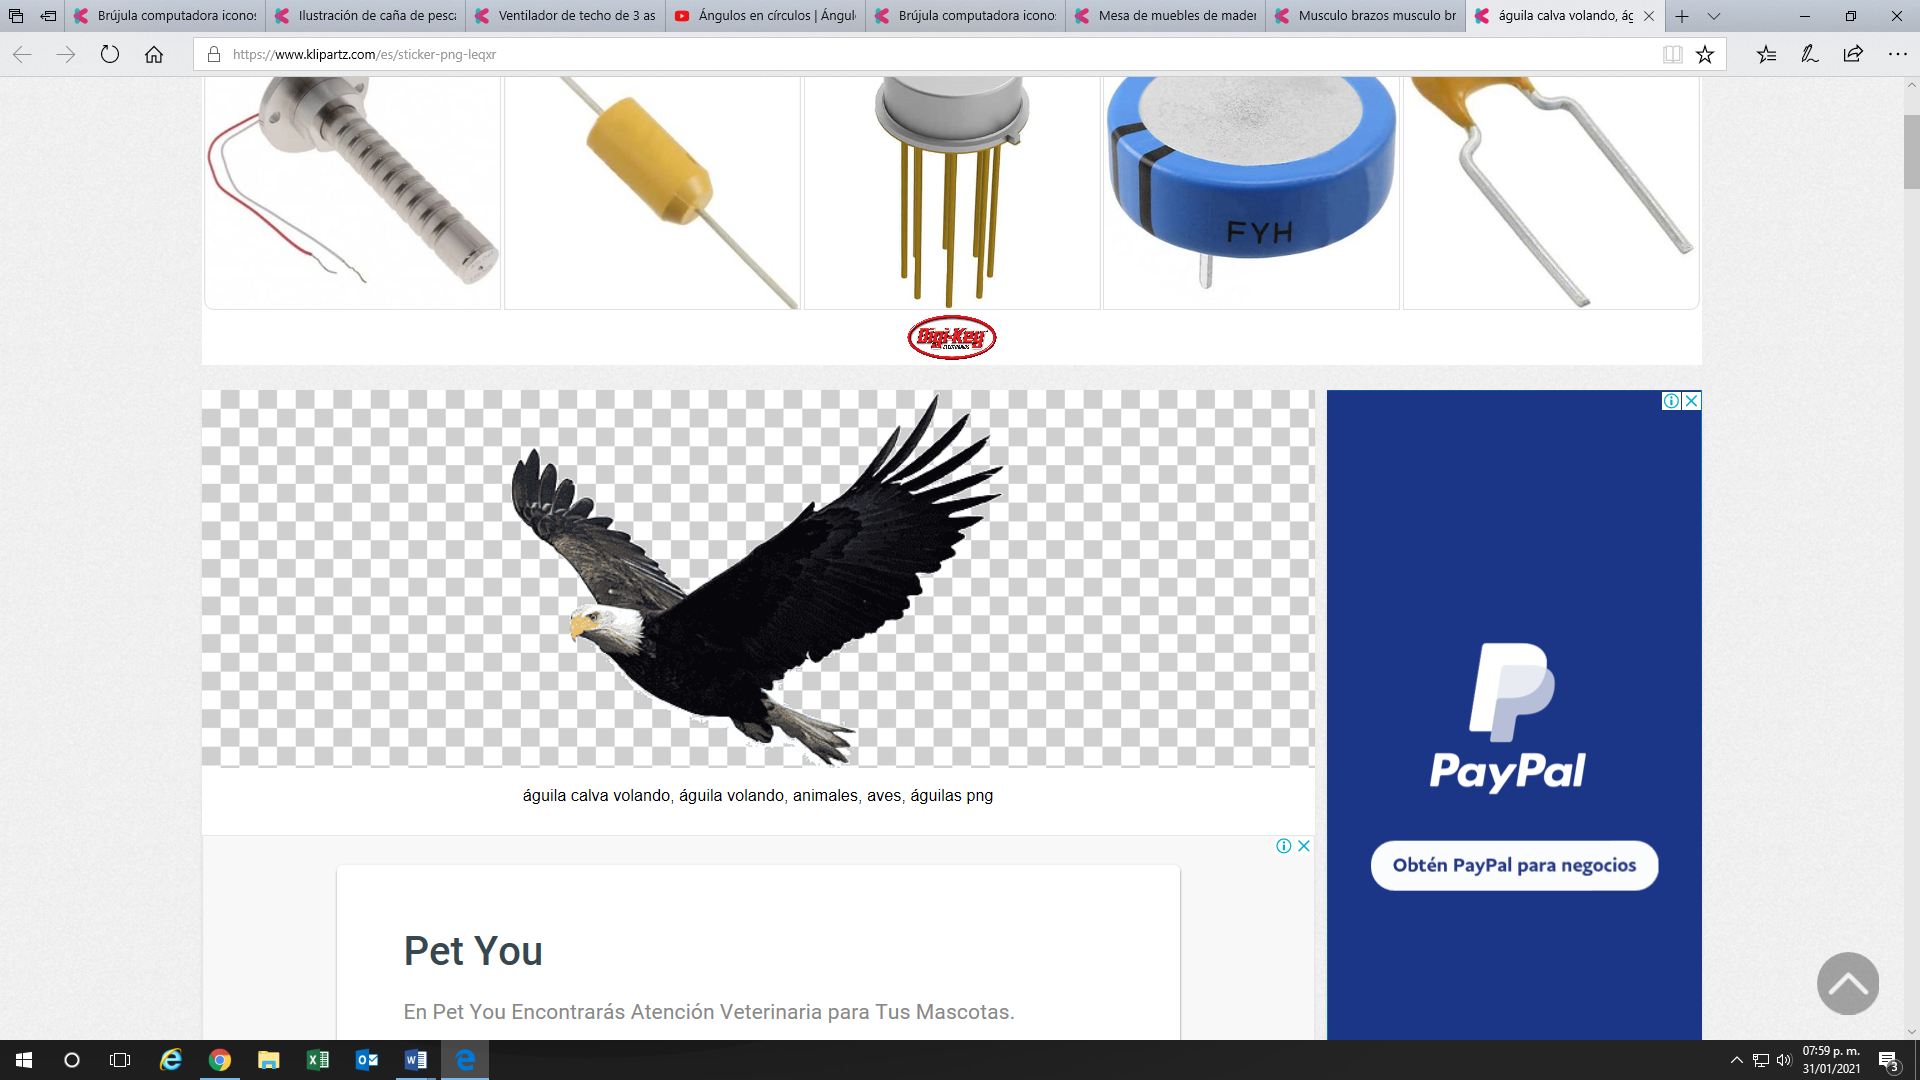 Brújula computadora iconos
Ilustración de caña de pesca
Ventilador de techo de 3 as
Ángulos en círculos | Ángul
Brújula computadora icono
Mesa de muebles de mader
Musculo brazos musculo br
águila calva volando, ág
https://www.klipartz.com/es/sticker-png-leqxr
FYH
Digi-Key
ELECTRONICS
águila calva volando, águila volando, animales, aves, águilas png
PayPal
Obtén PayPal para negocios
Pet You
En Pet You Encontrarás Atención Veterinaria para Tus Mascotas.
07:59 p. m.
31/01/2021
3